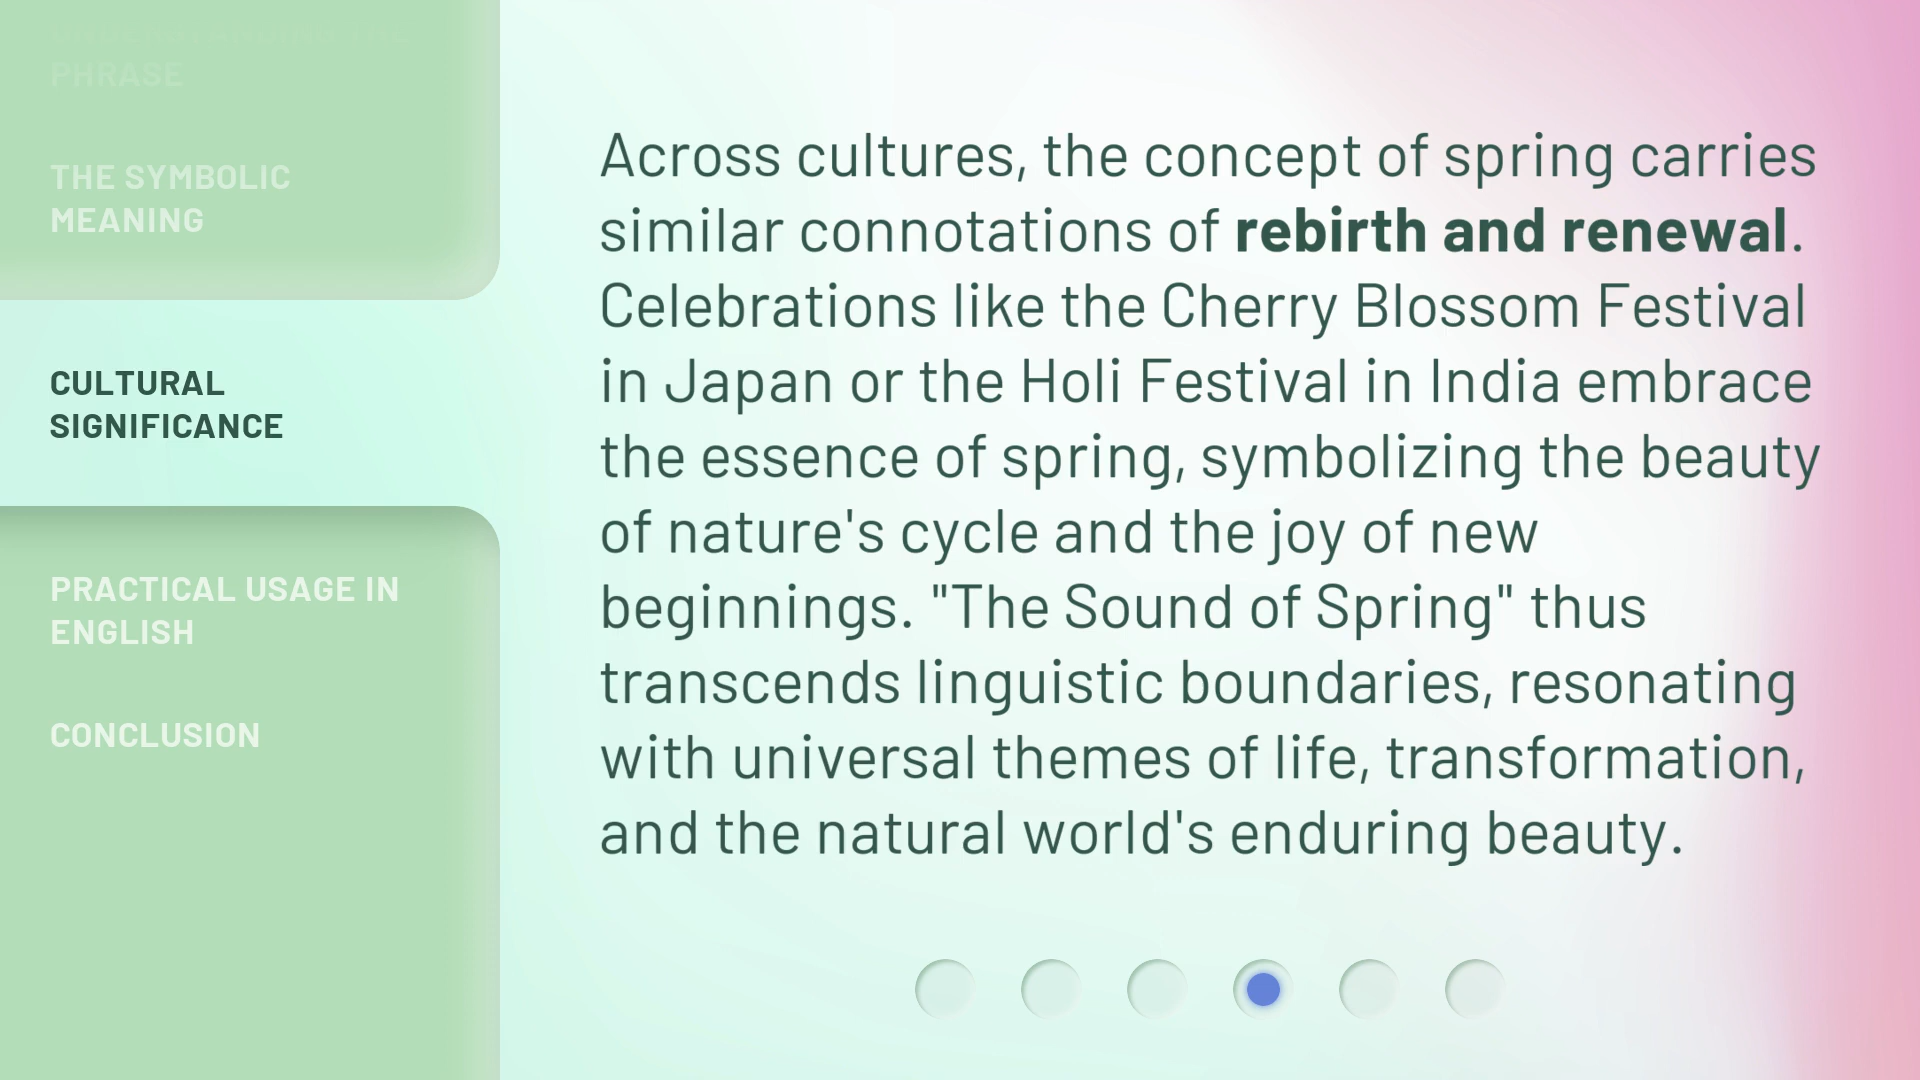 PHRASE
THE SYMBOLIC
MEANING
CULTURAL
SIGNIFICANCE
PRACTICAL USAGE IN
ENGLISH
CONCLUSION
Across cultures, the concept of spring carries
similar connotations of rebirth and renewal.
Celebrations like the Cherry Blossom Festival
in Japan or the Holi Festival in India embrace
the essence of spring, symbolizing the beauty
of nature's cycle and the joy of new
beginnings. "The Sound of Spring" thus
transcends linguistic boundaries, resonating
with universal themes of life, transformation,
and the natural world's enduring beauty.